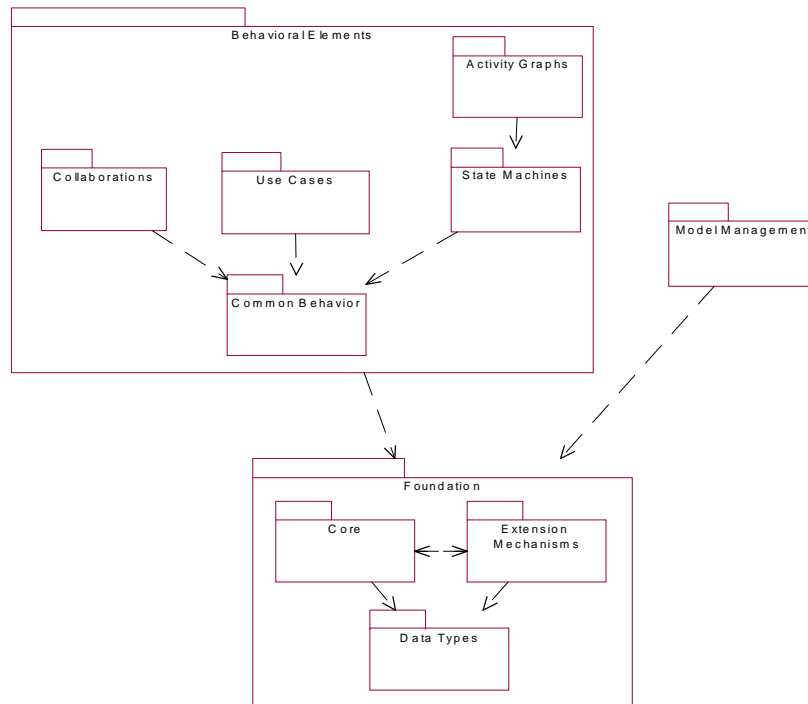 Behavioral Elements
Activity Graphs
Collaborations
Use Cases
State Machines
Model Management
Common Behavior
Foundation
Core
Extension
Mechanisms
Data Types